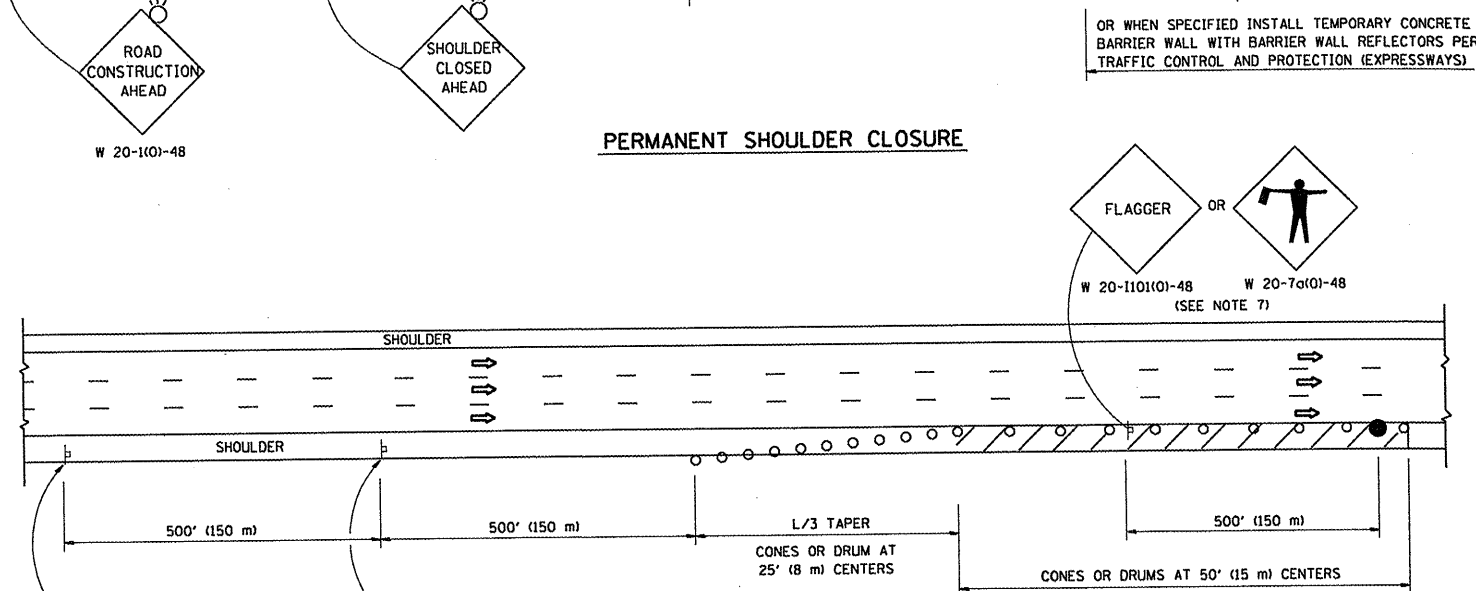 OR WHEN SPECIFIED INSTALL TEMPORARY CONCRETE
BARRIER WALL WITH BARRIER WALL REFLECTORS PER
TRAFFIC CONTROL AND PROTECTION (EXPRESSWAYS)
ROAD
CONSTRUCTION
AHEAD
W 20-1(O)-48
SHOULDER
CLOSED
AHEAD
PERMANENT SHOULDER CLOSURE
FLAGGER
OR
W 20-I101(O)-48
W 20-7a(O)-48
(SEE NOTE 7)
SHOULDER
SHOULDER
500' (150 m)
500' (150 m)
L/3 TAPER
CONES OR DRUM AT
25' (8 m) CENTERS
500' (150 m)
CONES OR DRUMS AT 50' (15 m) CENTERS